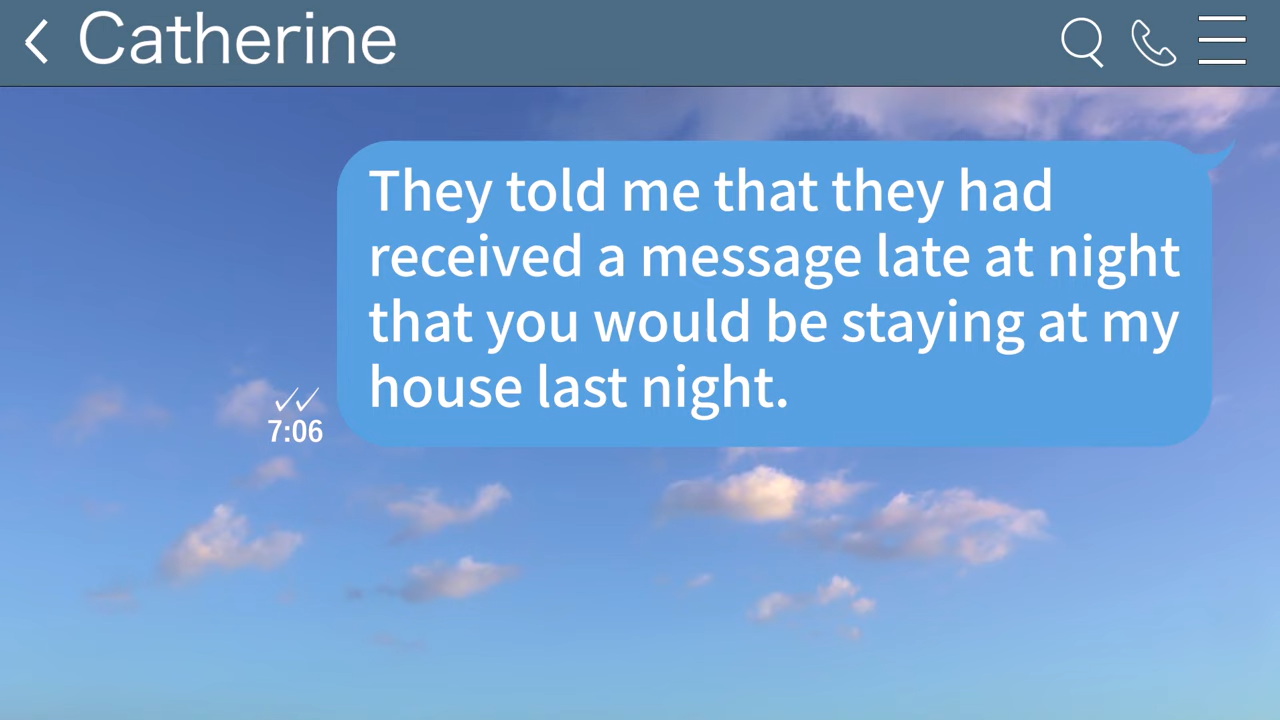 Catherine
They told me that they had
received a message late at night
that you would be staying at my
house last night.
7:06